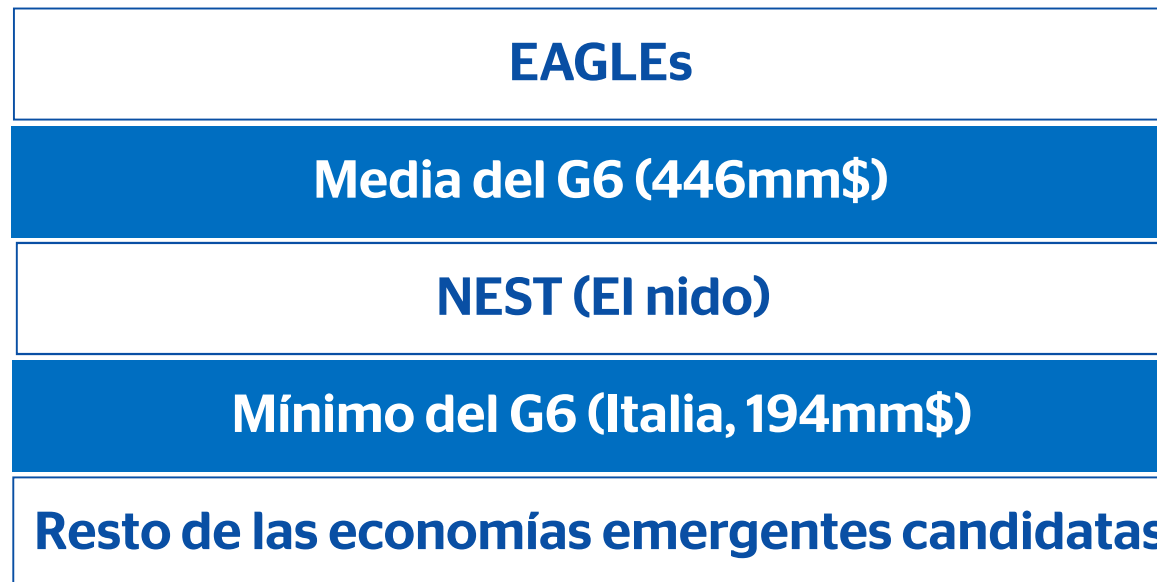 EAGLEs
Media del G6 (446mm$)
NEST (El nido)
Mínimo del G6 (Italia, 194mm$)
Resto de las economías emergentes candidatas